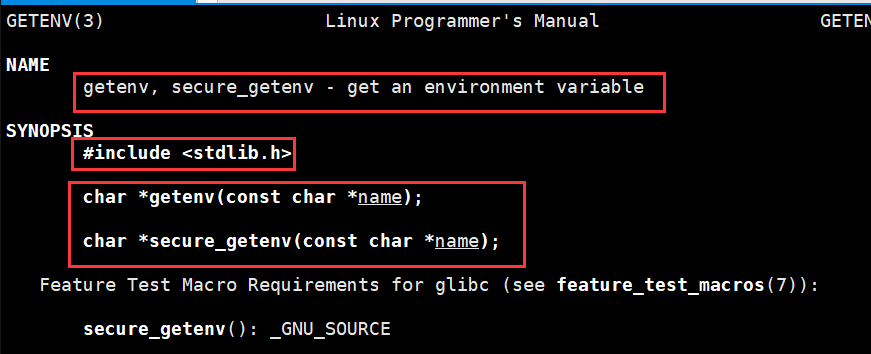 GETENV(3) Linux Programmer's Manual GETEN
NAME
getenv, secure_getenv - get an environment variable
SYNOPSIS
#include <stdlib.h>
char *getenv(const char *name);
char *secure_getenv(const char *name);
Feature Test Macro Requirements for glibc (see feature_test_macros(7)):
secure_getenv(): _GNU_SOURCE